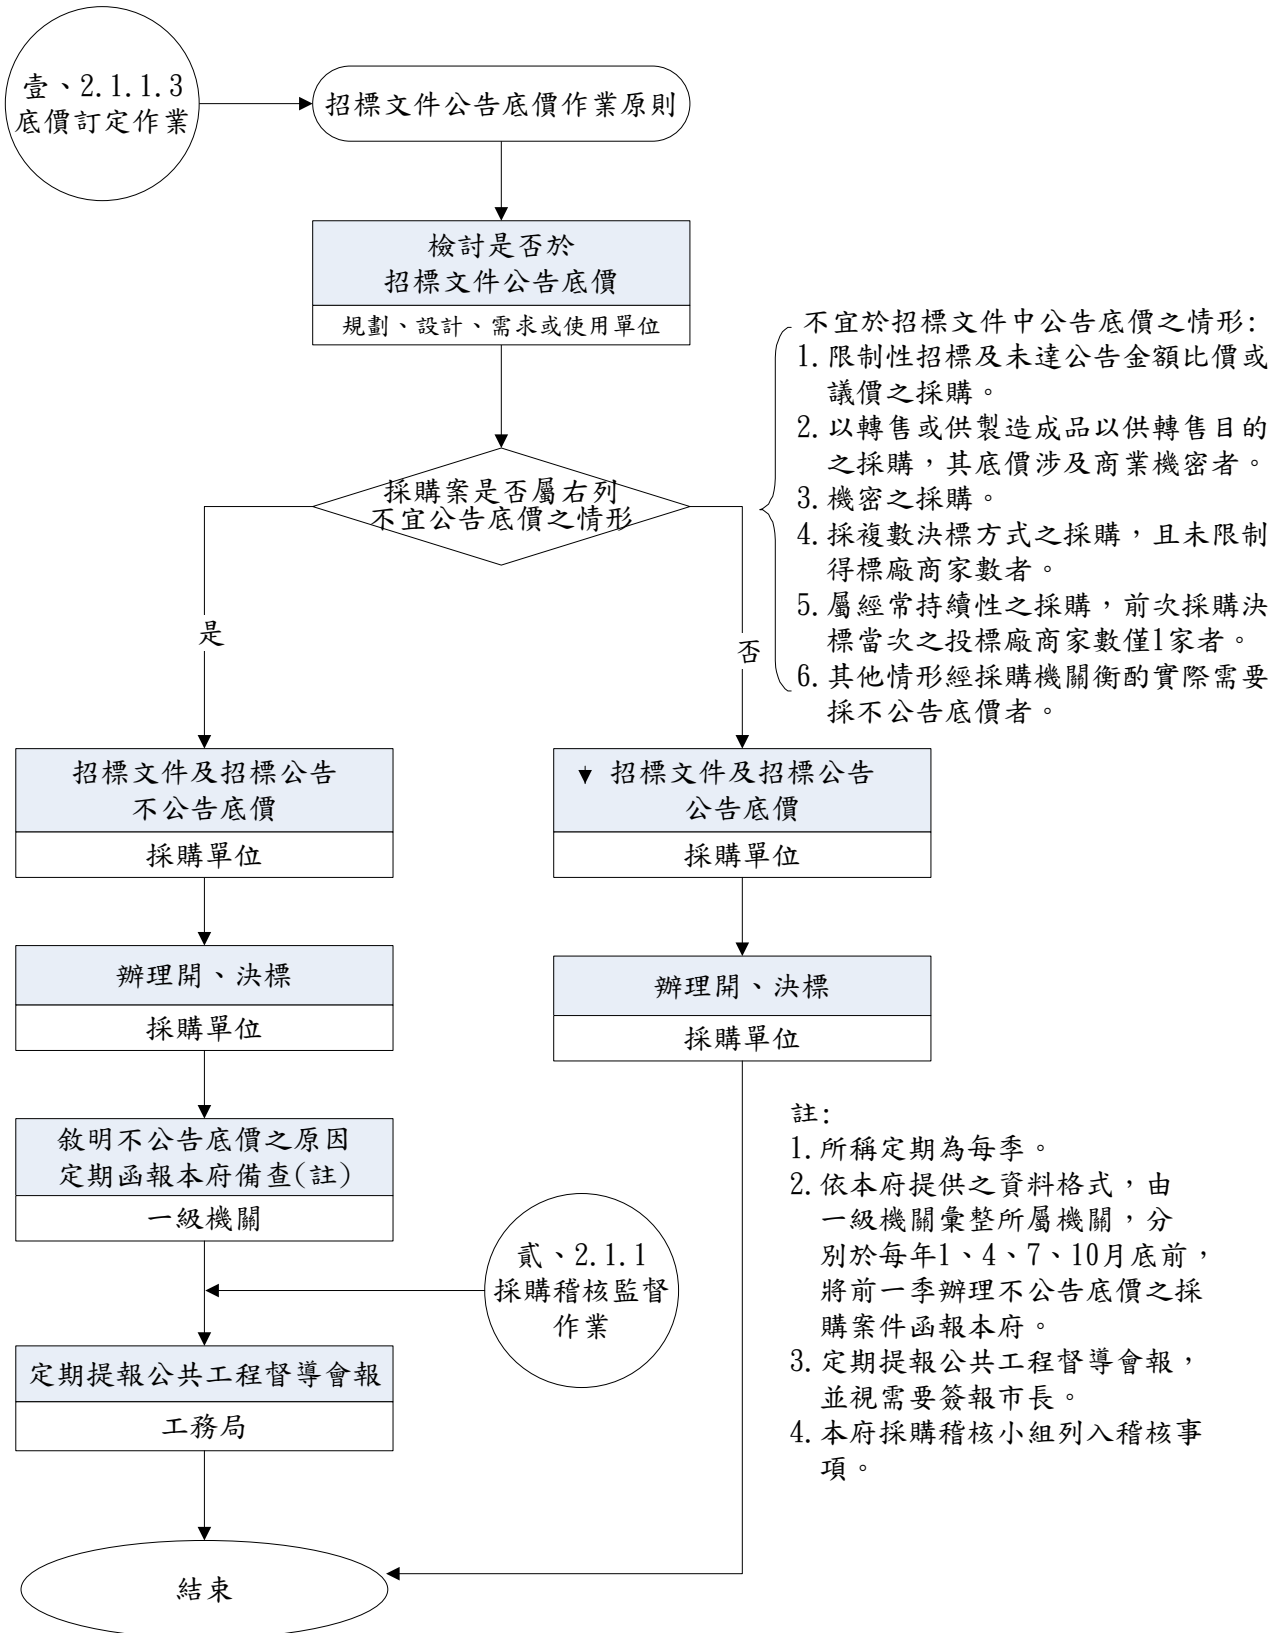 壹、2.1.1.3
底價訂定作業
招標文件公告底價作業原則
檢討是否於
招標文件公告底價
規劃、設計、需求或使用單位
不宜於招標文件中公告底價之情形:
1.限制性招標及未達公告金額比價或
議價之採購。
2.以轉售或供製造成品以供轉售目的
之採購，其底價涉及商業機密者。
3.機密之採購。
4.採複數決標方式之採購，且未限制
得標廠商家數者。
5.屬經常持續性之採購，前次採購決
標當次之投標廠商家數僅1家者。
6.其他情形經採購機關衡酌實際需要
採不公告底價者。
採購案是否屬右列
不宜公告底價之情形
是
否
招標文件及招標公告
不公告底價
採購單位
招標文件及招標公告
公告底價
採購單位
辦理開、決標
採購單位
辦理開、決標
採購單位
敘明不公告底價之原因
定期函報本府備查(註)
一級機關
貳、2.1.1
採購稽核監督
作業
定期提報公共工程督導會報
工務局
註:
1.所稱定期為每季。
2.依本府提供之資料格式，由
一級機關彙整所屬機關，分
別於每年1、4、7、10月底前，
將前一季辦理不公告底價之採
購案件函報本府。
3.定期提報公共工程督導會報，
並視需要簽報市長。
4.本府採購稽核小組列入稽核事
項。
結束